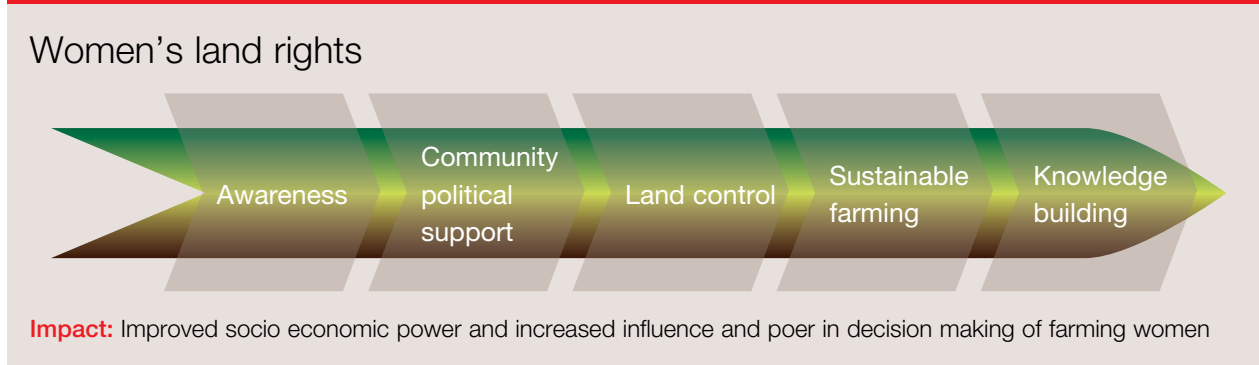 Women’s land rights
Awareness
Community
political
support
Land control
Sustainable
farming
Knowledge
building
Impact: Improved socio economic power and increased influence and poer in decision making of farming women